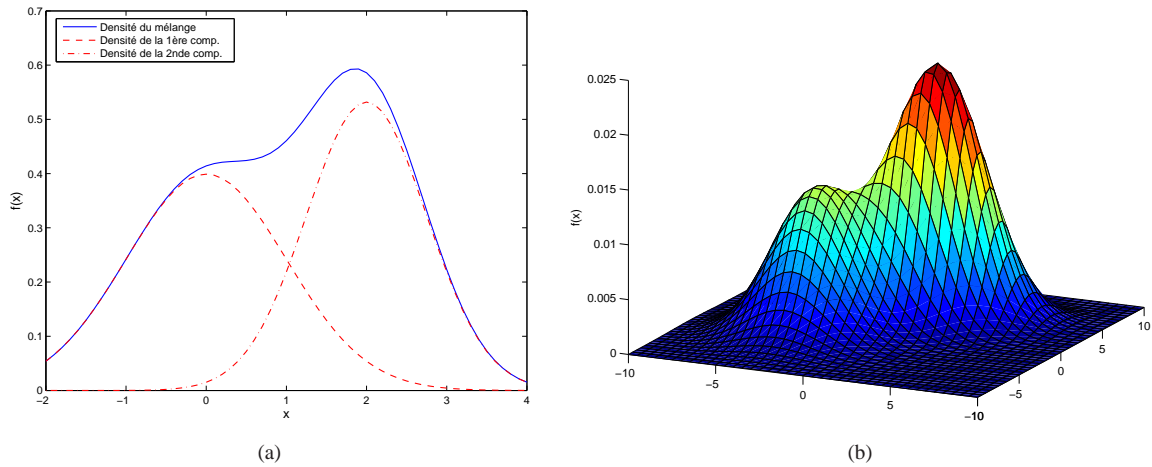 0.7
0.6
0.5
0.4
0.3
0.2
0.1
0
f(x)
Densité du mélange
Densité de la 1ère comp.
Densité de la 2nde comp.
−2 −1 0 1 2 3 4
x
(a)
0.025
0.02
0.015
0.01
0.005
0
f(x)
−10 −5 0 5 −10
−10 −5 0 5 10
(b)